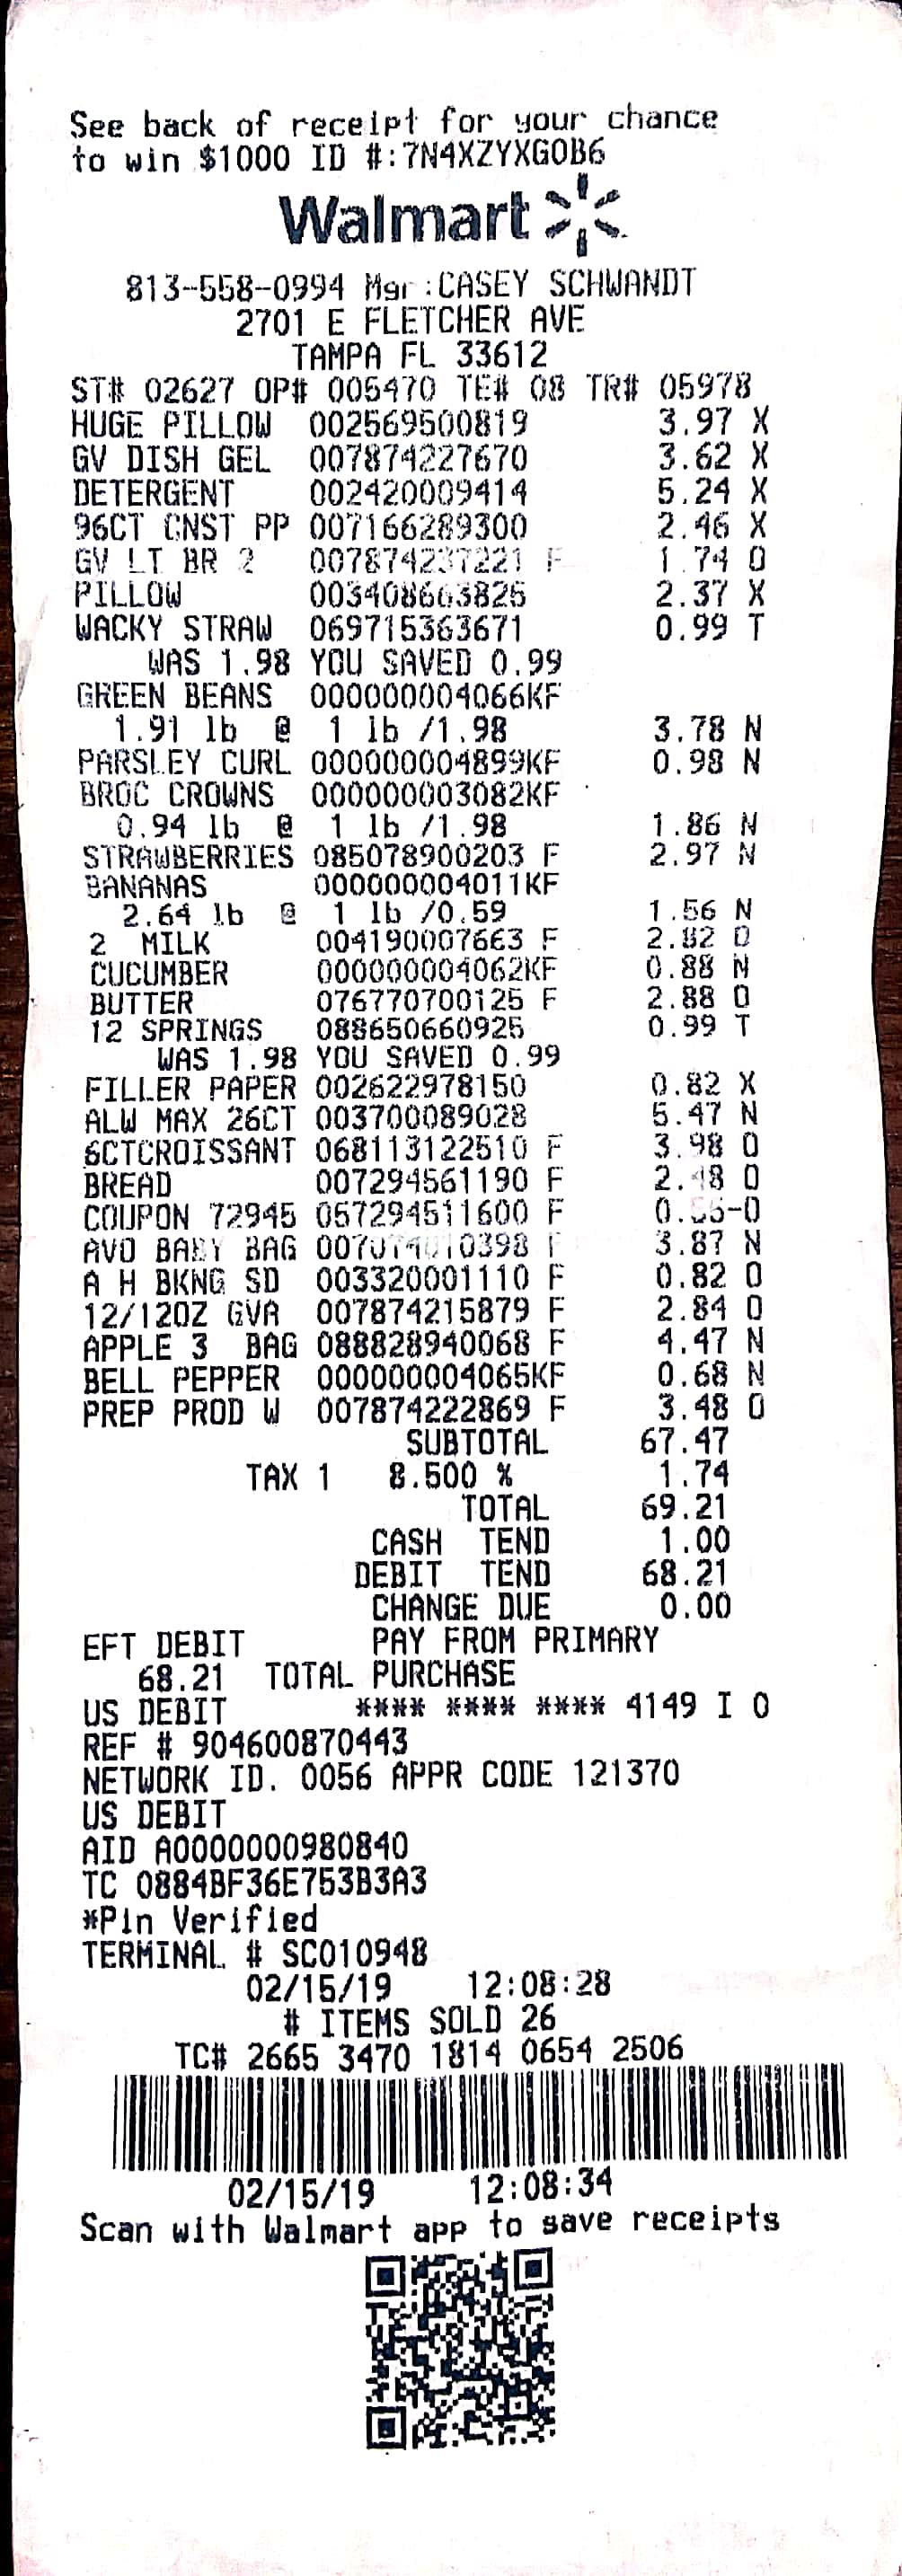 See back of receipt for your chance
to win $1000 ID #:7N4XZYXGOB6
Walmart
813-558-0994 Mgr:CASEY SCHWANDT
2701 E FLETCHER AVE
TAMPA FL 33612
ST# 02627 OP# 005470 TE# 08 TR# 05978
HUGE PILLOW 002569500819 3.97 X
GV DISH GEL 007874227670 3.62 X
DETERGENT 002420009414 5.24 X
96CT CNST PP 007166289300 2.46 X
GV LT BR 2 007874237221 F 1.74 O
PILLOW 003408663825 2.37 X
WACKY STRAW 069715363671 0.99 T
WAS 1.98 YOU SAVED 0.99
GREEN BEANS 000000004066KF
1.91 lb @ 1 lb /1.98 3.78 N
PARSLEY CURL 000000004899KF 0.98 N
BROC CROWNS 000000003082KF
0.94 lb @ 1 lb /1.98 1.86 N
STRAWBERRIES 085078900203 F 2.97 N
BANANAS 000000004011KF
2.64 lb @ 1 lb /0.59 1.56 N
2 MILK 004190007663 F 2.82 O
CUCUMBER 000000004062KF 0.88 N
BUTTER 076770700125 F 2.88 O
12 SPRINGS 088650660925 0.99 T
WAS 1.98 YOU SAVED 0.99
FILLER PAPER 002622978150 0.82 X
ALW MAX 26CT 003700089028 5.47 N
6CTCROISSANT 068113122510 F 3.98 O
BREAD 007294561190 F 2.48 O
COUPON 72945 057294511600 F
AVO BABY BAG F 3.87 N
A H BKNG SD 003320001110 F 0.82 O
12/12OZ GVA 007874215879 F 2.84 O
APPLE 3 BAG 088828940068 F 4.47 N
BELL PEPPER 000000004065KF 0.68 N
PREP PROD W 007874222869 F 3.48 O
SUBTOTAL 67.47
TAX 1 8.500 % 1.74
TOTAL 69.21
CASH TEND 1.00
DEBIT TEND 68.21
CHANGE DUE 0.00
EFT DEBIT PAY FROM PRIMARY
68.21 TOTAL PURCHASE
US DEBIT **** **** **** 4149 I 0
REF # 904600870443
NETWORK ID. 0056 APPR CODE 121370
US DEBIT
AID A0000000980840
TC 0884BF36E753B3A3
*Pin Verified
TERMINAL # SC010948
02/15/19 12:08:28
# ITEMS SOLD 26
TC# 2665 3470 1814 0654 2506
02/15/19 12:08:34
Scan with Walmart app to save receipts